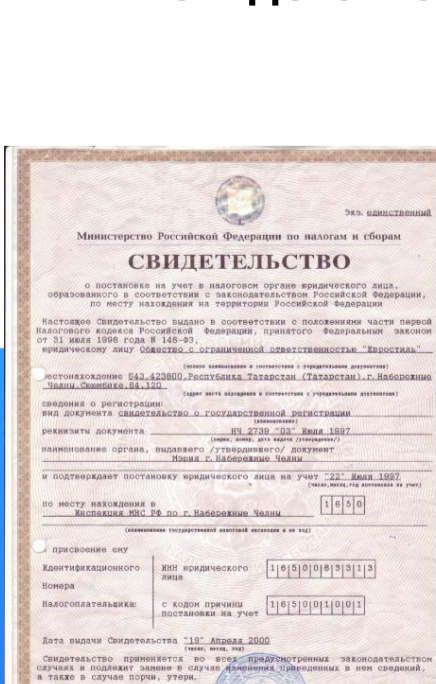 Экз. единственный
Министерство Российской Федерации по налогам и сборам
СВИДЕТЕЛЬСТВО
о постановке на учет в налоговом органе юридического лица,
образованного в соответствии с законодательством Российской Федерации,
по месту нахождения на территории Российской Федерации
Настоящее Свидетельство выдано в соответствии с положениями части первой
Налогового кодекса Российской Федерации, принятого Федеральным законом
от 31 июля 1998 года № 146-ФЗ,
юридическому лицу Общество с ограниченной ответственностью "Евростиль"
(полное наименование в соответствии с учредительными документами)
местонахождение 643,423800,Республика Татарстан (Татарстан),г.Набережные
Челны,Сююмбике,64,120
(адрес места нахождения в соответствии с учредительными документами)
сведения о регистрации:
вид документа свидетельство о государственной регистрации
(наименование)
реквизиты документа НЧ 2739 "03" Июля 1997
(серия, номер, дата выдачи /утверждения/)
наименование органа, выдавшего /утвердившего/ документ
Мэрия г.Набережные Челны
и подтверждает постановку юридического лица на учет "22" Июля 1997
(число,месяц,год постановки на учет)
по месту нахождения в 1650
Инспекция МНС РФ по г.Набережные Челны
(наименование государственной налоговой инспекции и ее код)
и присвоение ему
Идентификационного ИНН юридического лица 1650063313
Номера
Налогоплательщика: с кодом причины постановки на учет 165001001
Дата выдачи Свидетельства "19" Апреля 2000
(число, месяц, год)
Свидетельство применяется во всех предусмотренных законодательством
случаях и подлежит замене в случае изменения приведенных в нем сведений,
а также в случае порчи, утери.